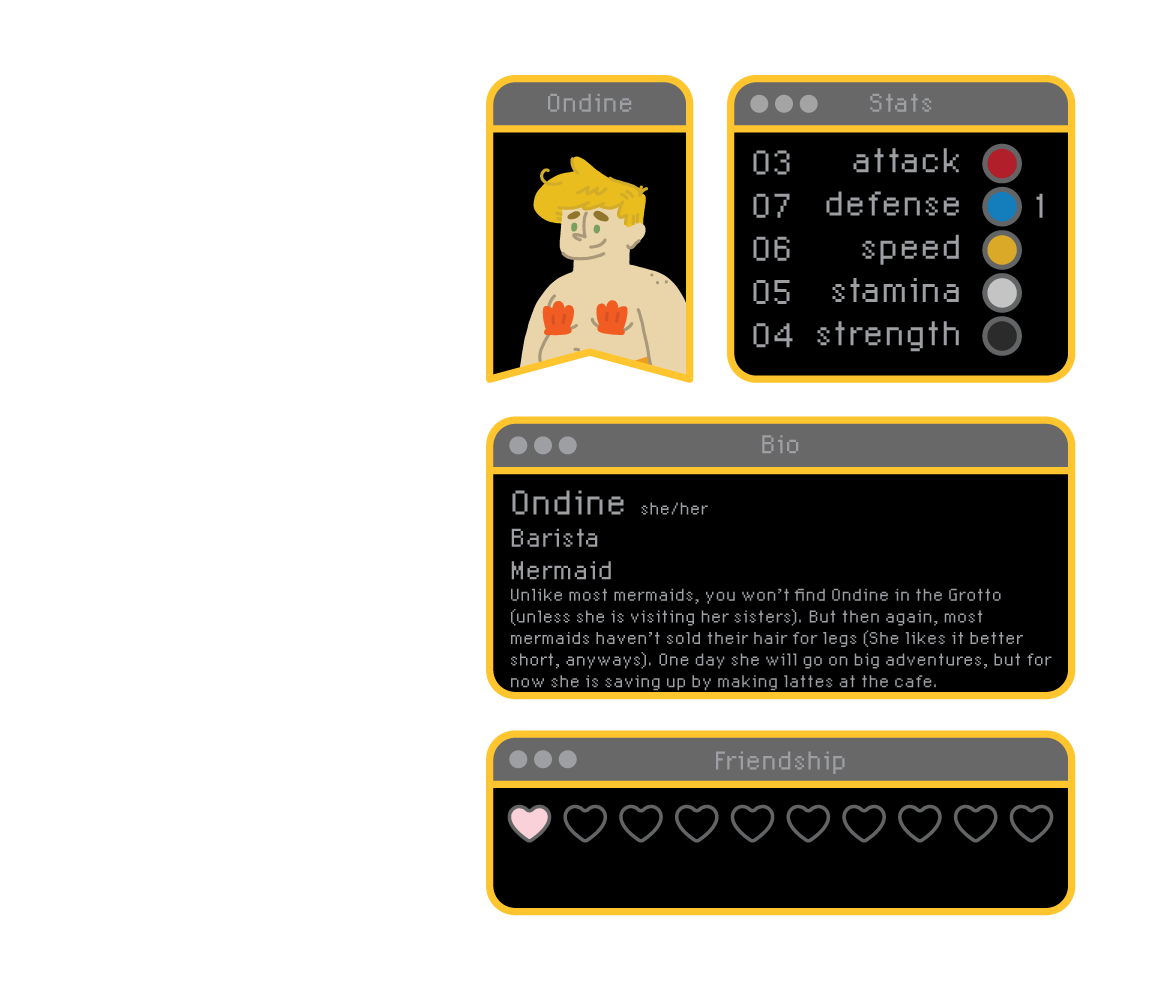 Ondine
Stats
03 attack
07 defense 1
06 speed
05 stamina
04 strength
Bio
Ondine she/her
Barista
Mermaid
Unlike most mermaids, you won't find Ondine in the Grotto
(unless she is visiting her sisters). But then again, most
mermaids haven't sold their hair for legs (She likes it better
short, anyways). One day she will go on big adventures, but for
now she is saving up by making lattes at the cafe.
Friendship